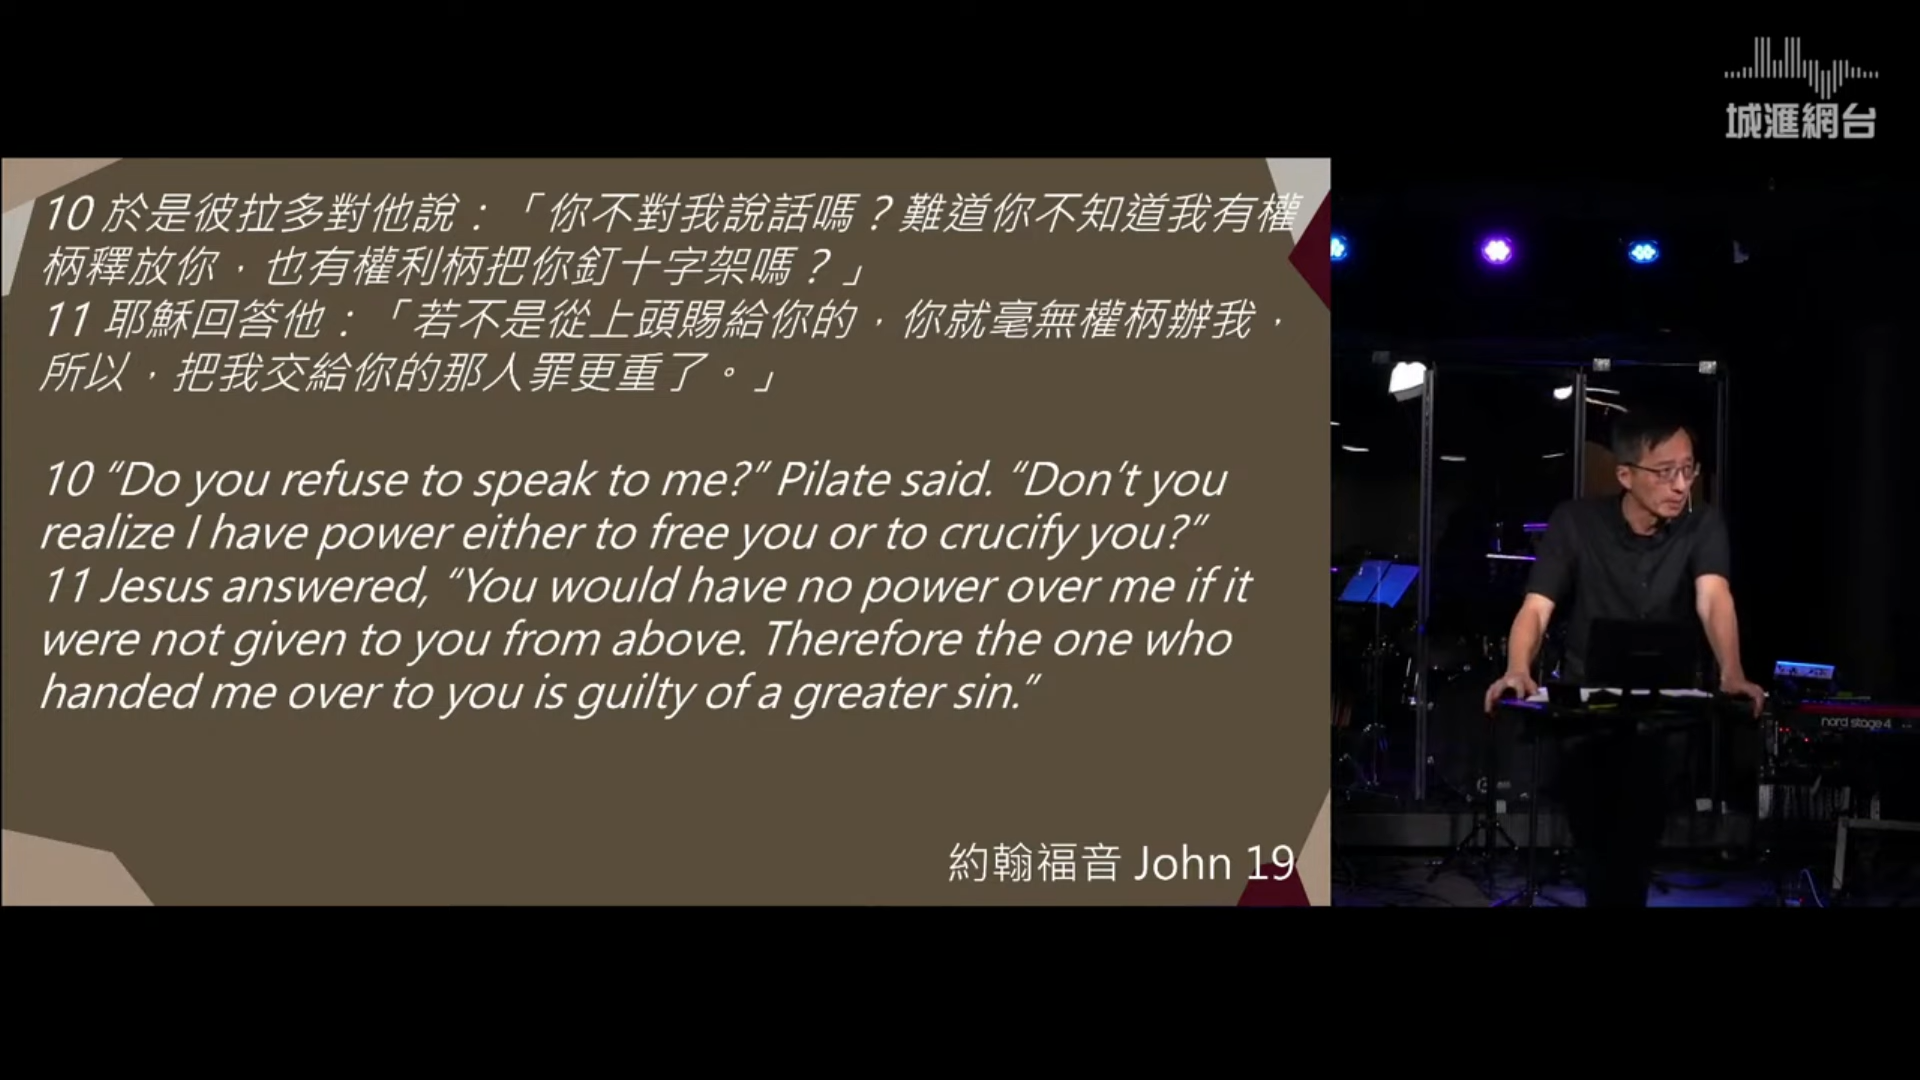 城滙網台
10 於是彼拉多對他說：「你不對我說話嗎？難道你不知道我有權
柄釋放你，也有權利柄把你釘十字架嗎？」
11 耶穌回答他：「若不是從上頭賜給你的，你就毫無權柄辦我，
所以，把我交給你的那人罪更重了。」
10 “Do you refuse to speak to me?” Pilate said. “Don’t you
realize I have power either to free you or to crucify you?”
11 Jesus answered, “You would have no power over me if it
were not given to you from above. Therefore the one who
handed me over to you is guilty of a greater sin.”
約翰福音 John 19
nord stage 4